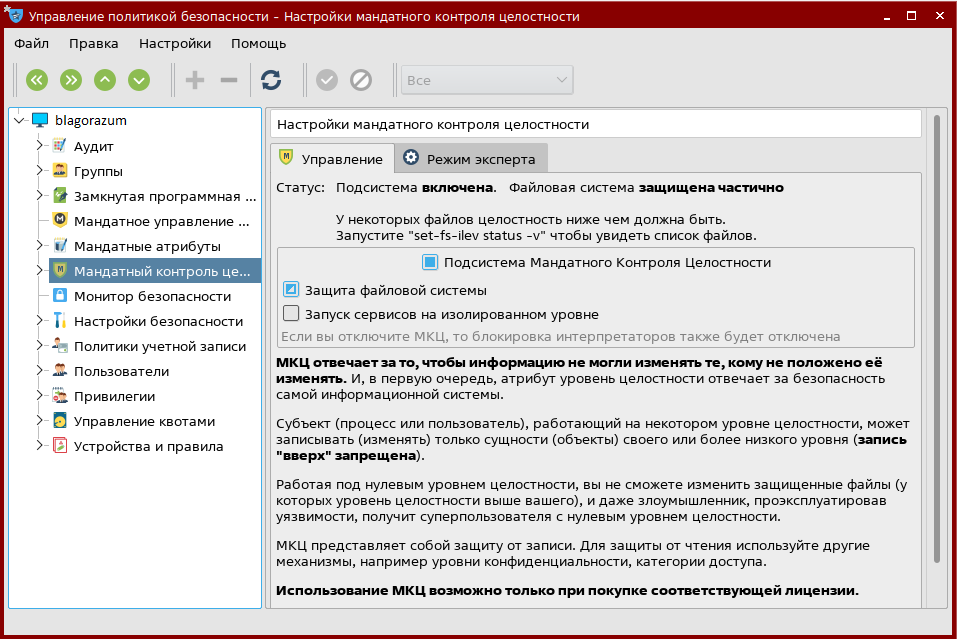 Управление политикой безопасности - Настройки мандатного контроля целостности
Файл Правка Настройки Помощь
Все
blagorazum
Аудит
Группы
Замкнутая программная ...
Мандатное управление ...
Мандатные атрибуты
Мандатный контроль це...
Монитор безопасности
Настройки безопасности
Политики учетной записи
Пользователи
Привилегии
Управление квотами
Устройства и правила
Настройки мандатного контроля целостности
Управление Режим эксперта
Статус: Подсистема включена. Файловая система защищена частично
У некоторых файлов целостность ниже чем должна быть.
Запустите "set-fs-ilev status -v" чтобы увидеть список файлов.
Подсистема Мандатного Контроля Целостности
Защита файловой системы
Запуск сервисов на изолированном уровне
Если вы отключите МКЦ, то блокировка интерпретаторов также будет отключена
МКЦ отвечает за то, чтобы информацию не могли изменять те, кому не положено её
изменять. И, в первую очередь, атрибут уровень целостности отвечает за безопасность
самой информационной системы.
Субъект (процесс или пользователь), работающий на некотором уровне целостности, может
записывать (изменять) только сущности (объекты) своего или более низкого уровня (запись
"вверх" запрещена).
Работая под нулевым уровнем целостности, вы не сможете изменить защищенные файлы (у
которых уровень целостности выше вашего), и даже злоумышленник, проэксплуатировав
уязвимости, получит суперпользователя с нулевым уровнем целостности.
МКЦ представляет собой защиту от записи. Для защиты от чтения используйте другие
механизмы, например уровни конфиденциальности, категории доступа.
Использование МКЦ возможно только при покупке соответствующей лицензии.